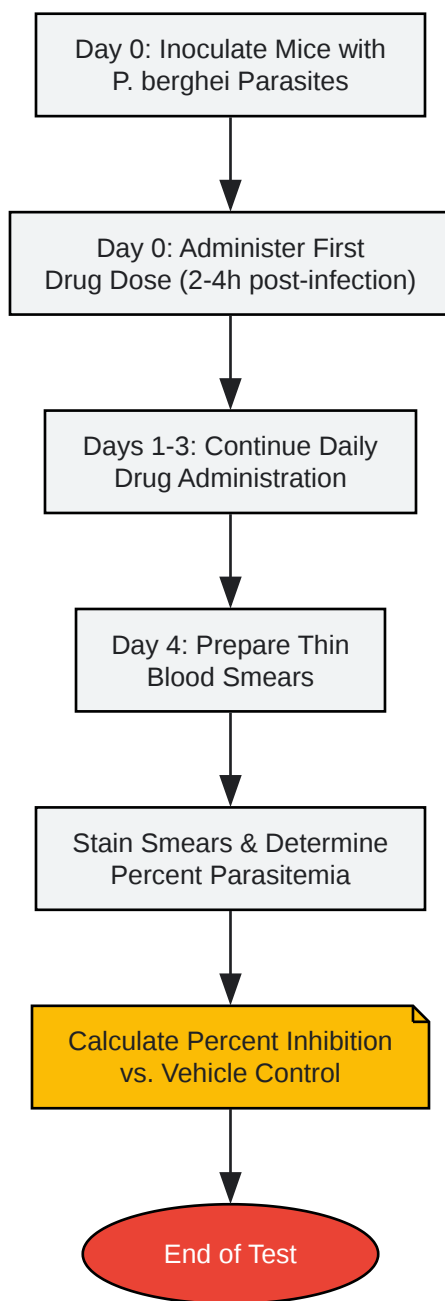 Day 0: Inoculate Mice with
P. berghei Parasites
Day 0: Administer First
Drug Dose (2-4h post-infection)
Days 1-3: Continue Daily
Drug Administration
Day 4: Prepare Thin
Blood Smears
Stain Smears & Determine
Percent Parasitemia
Calculate Percent Inhibition
vs. Vehicle Control
End of Test